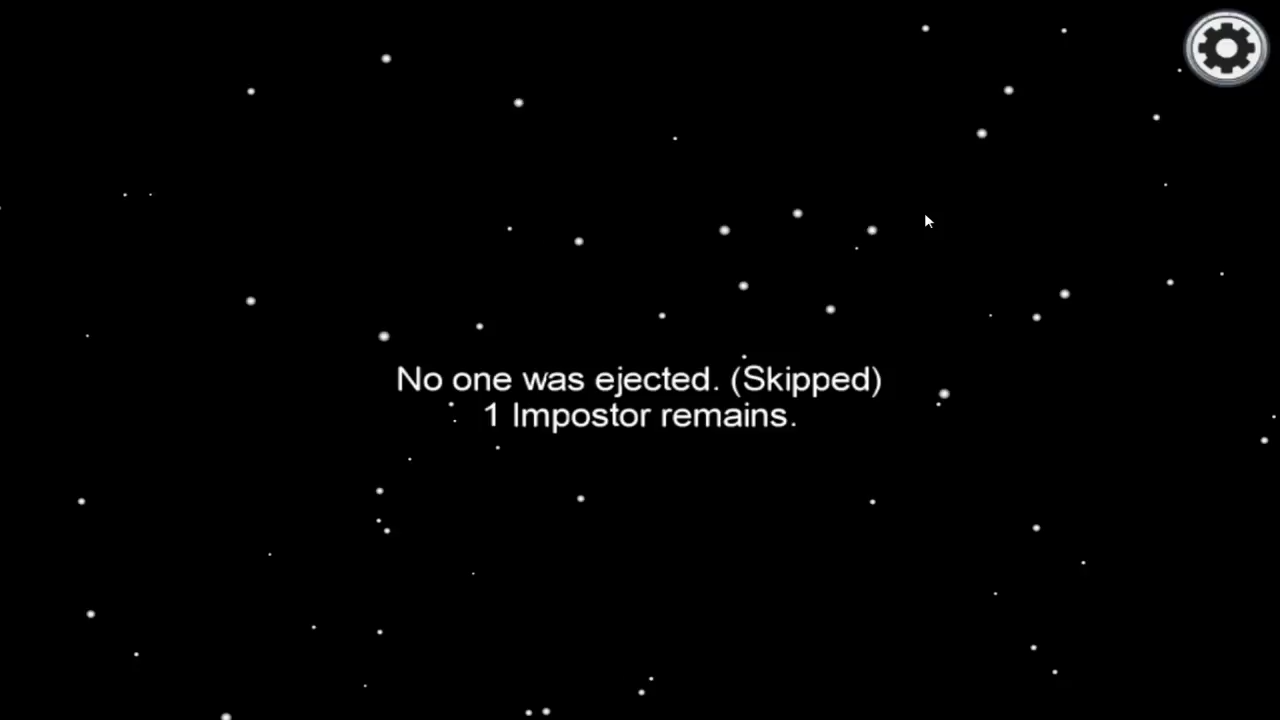 No one was ejected. (Skipped)
1 Impostor remains.